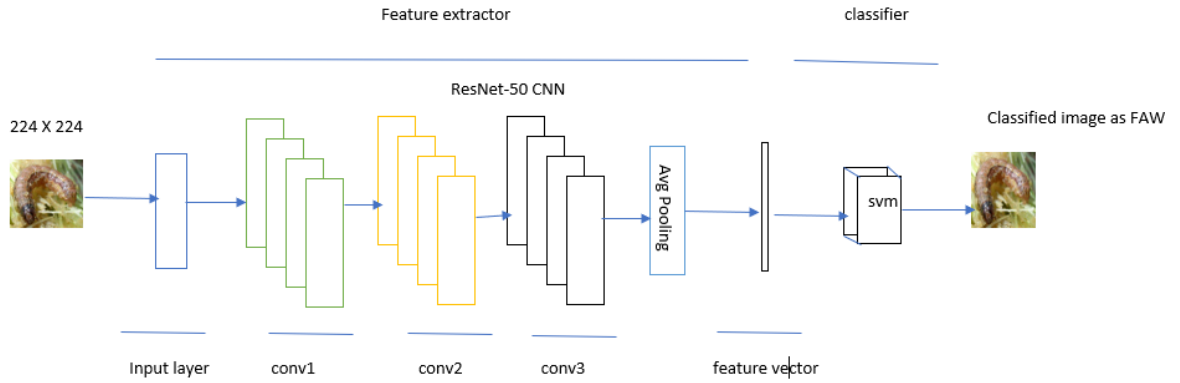 Feature extractor
classifier
ResNet-50 CNN
224 X 224
Classified image as FAW
Avg Pooling
svm
Input layer
conv1
conv2
conv3
feature vector